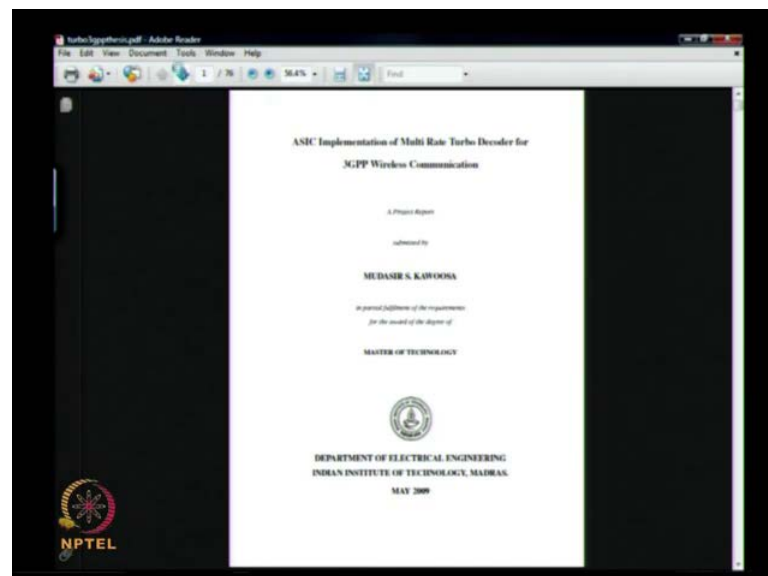 turbo3gppthesis.pdf - Adobe Reader
File Edit View Document Tools Window Help
1 / 76 56.4% Find
ASIC Implementation of Multi Rate Turbo Decoder for
3GPP Wireless Communication
A Project Report
submitted by
MUDASIR S. KAWOOSA
in partial fulfilment of the requirements
for the award of the degree of
MASTER OF TECHNOLOGY
DEPARTMENT OF ELECTRICAL ENGINEERING
INDIAN INSTITUTE OF TECHNOLOGY, MADRAS.
MAY 2009
NPTEL